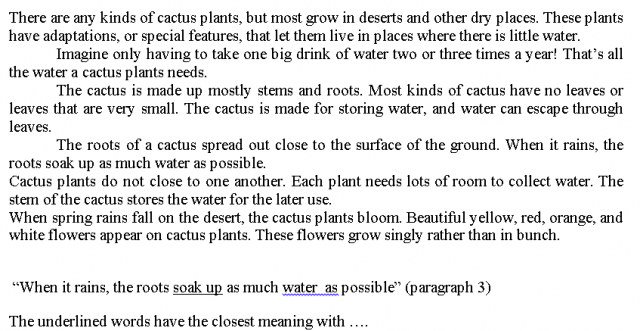 There are any kinds of cactus plants, but most grow in deserts and other dry places. These plants
have adaptations, or special features, that let them live in places where there is little water.
Imagine only having to take one big drink of water two or three times a year! That’s all
the water a cactus plants needs.
The cactus is made up mostly stems and roots. Most kinds of cactus have no leaves or
leaves that are very small. The cactus is made for storing water, and water can escape through
leaves.
The roots of a cactus spread out close to the surface of the ground. When it rains, the
roots soak up as much water as possible.
Cactus plants do not close to one another. Each plant needs lots of room to collect water. The
stem of the cactus stores the water for the later use.
When spring rains fall on the desert, the cactus plants bloom. Beautiful yellow, red, orange, and
white flowers appear on cactus plants. These flowers grow singly rather than in bunch.
“When it rains, the roots soak up as much water as possible” (paragraph 3)
The underlined words have the closest meaning with ….